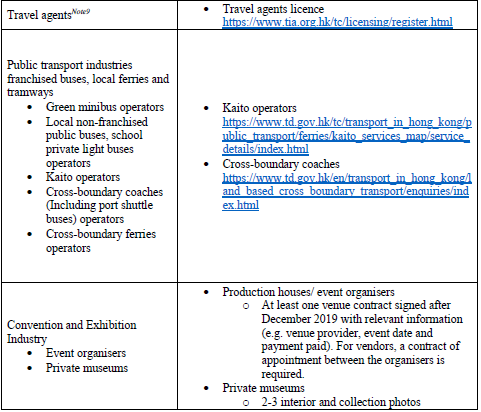 Travel agentsNote9
• Travel agents licence
https://www.tia.org.hk/tc/licensing/register.html
Public transport industries
franchised buses, local ferries and
tramways
• Green minibus operators
• Local non-franchised
public buses, school
private light buses
operators
• Kaito operators
• Cross-boundary coaches
(Including port shuttle
buses) operators
• Cross-boundary ferries
operators
• Kaito operators
https://www.td.gov.hk/tc/transport_in_hong_kong/p
ublic_transport/ferries/kaito_services_map/service_
details/index.html
• Cross-boundary coaches
https://www.td.gov.hk/en/transport_in_hong_kong/l
and_based_cross_boundary_transport/enquiries/ind
ex.html
Convention and Exhibition
Industry
• Event organisers
• Private museums
• Production houses/ event organisers
o At least one venue contract signed after
December 2019 with relevant information
(e.g. venue provider, event date and
payment paid). For vendors, a contract of
appointment between the organisers is
required.
• Private museums
o 2-3 interior and collection photos